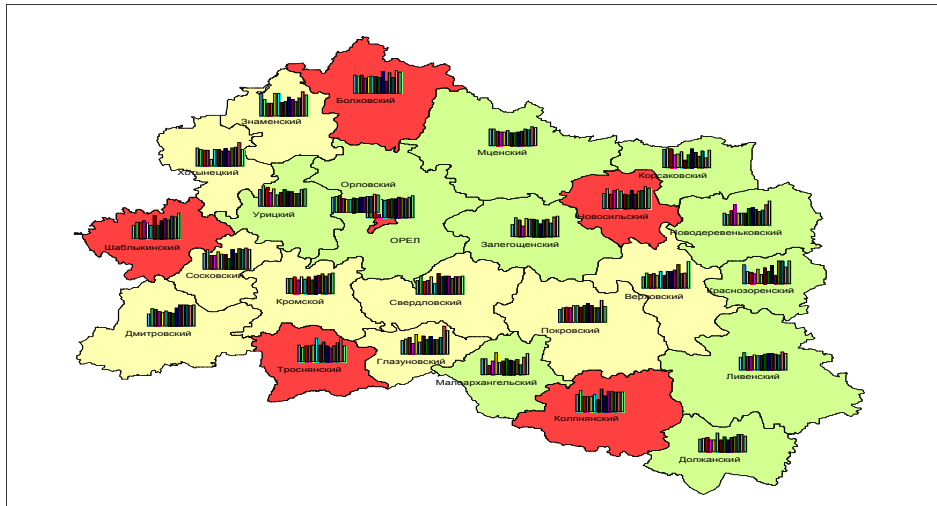 Болховский
Знаменский
Мценский
Хотынецкий
Корсаковский
Орловский
Урицкий
Новосильский
Новодеревеньковский
ОРЕЛ
Залегощенский
Шаблыкинский
Сосковский
Краснозоренский
Верховский
Кромской
Свердловский
Дмитровский
Покровский
Глазуновский
Троснянский
Ливенский
Малоархангельский
Колпнянский
Должанский